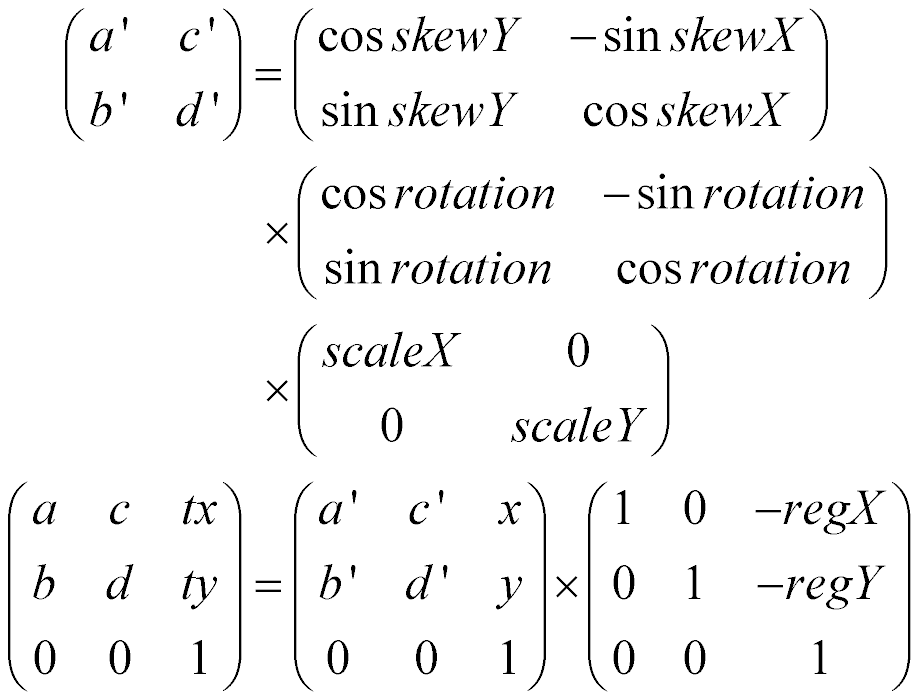 a' c' cos skewY −sin skewX
=
b' d' sin skewY cos skewX
cos rotation −sin rotation
×
sin rotation cos rotation
scaleX 0
×
0 scaleY
a c tx a' c' x 1 0 −regX
b d ty = b' d' y × 0 1 −regY
0 0 1 0 0 1 0 0 1